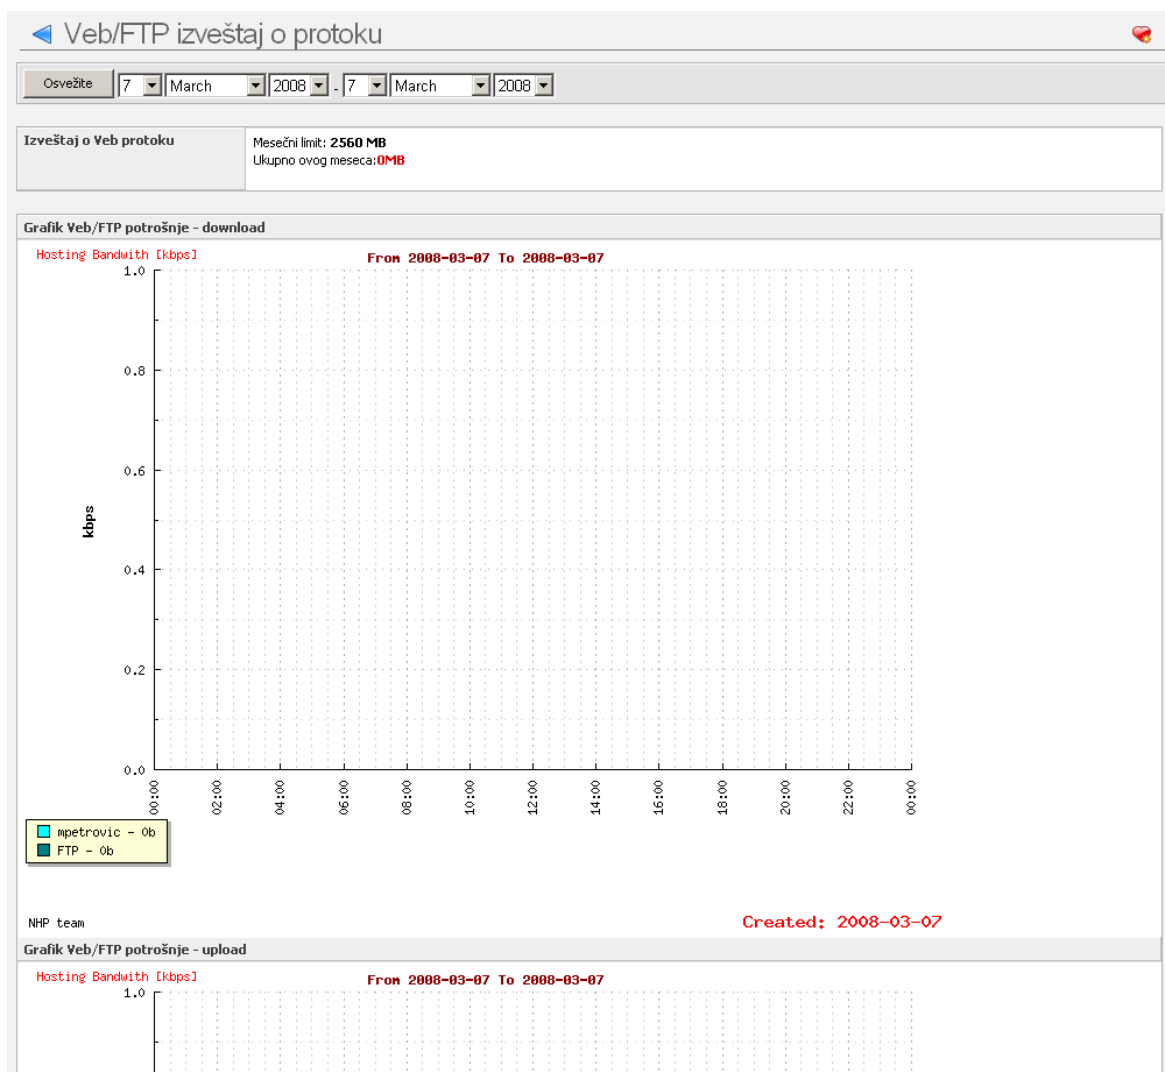 Veb/FTP izveštaj o protoku
Osvežite 7 March 2008 - 7 March 2008
Izveštaj o Veb protoku
Mesečni limit: 2560 MB
Ukupno ovog meseca:0MB
Grafik Veb/FTP potrošnje - download
Hosting Bandwith [kbps]
From 2008-03-07 To 2008-03-07
1.0
0.8
0.6
kbps
0.4
0.2
0.0
00:00 02:00 04:00 06:00 08:00 10:00 12:00 14:00 16:00 18:00 20:00 22:00 00:00
mpetrovic - 0b
FTP - 0b
NHP team
Created: 2008-03-07
Grafik Veb/FTP potrošnje - upload
Hosting Bandwith [kbps]
From 2008-03-07 To 2008-03-07
1.0